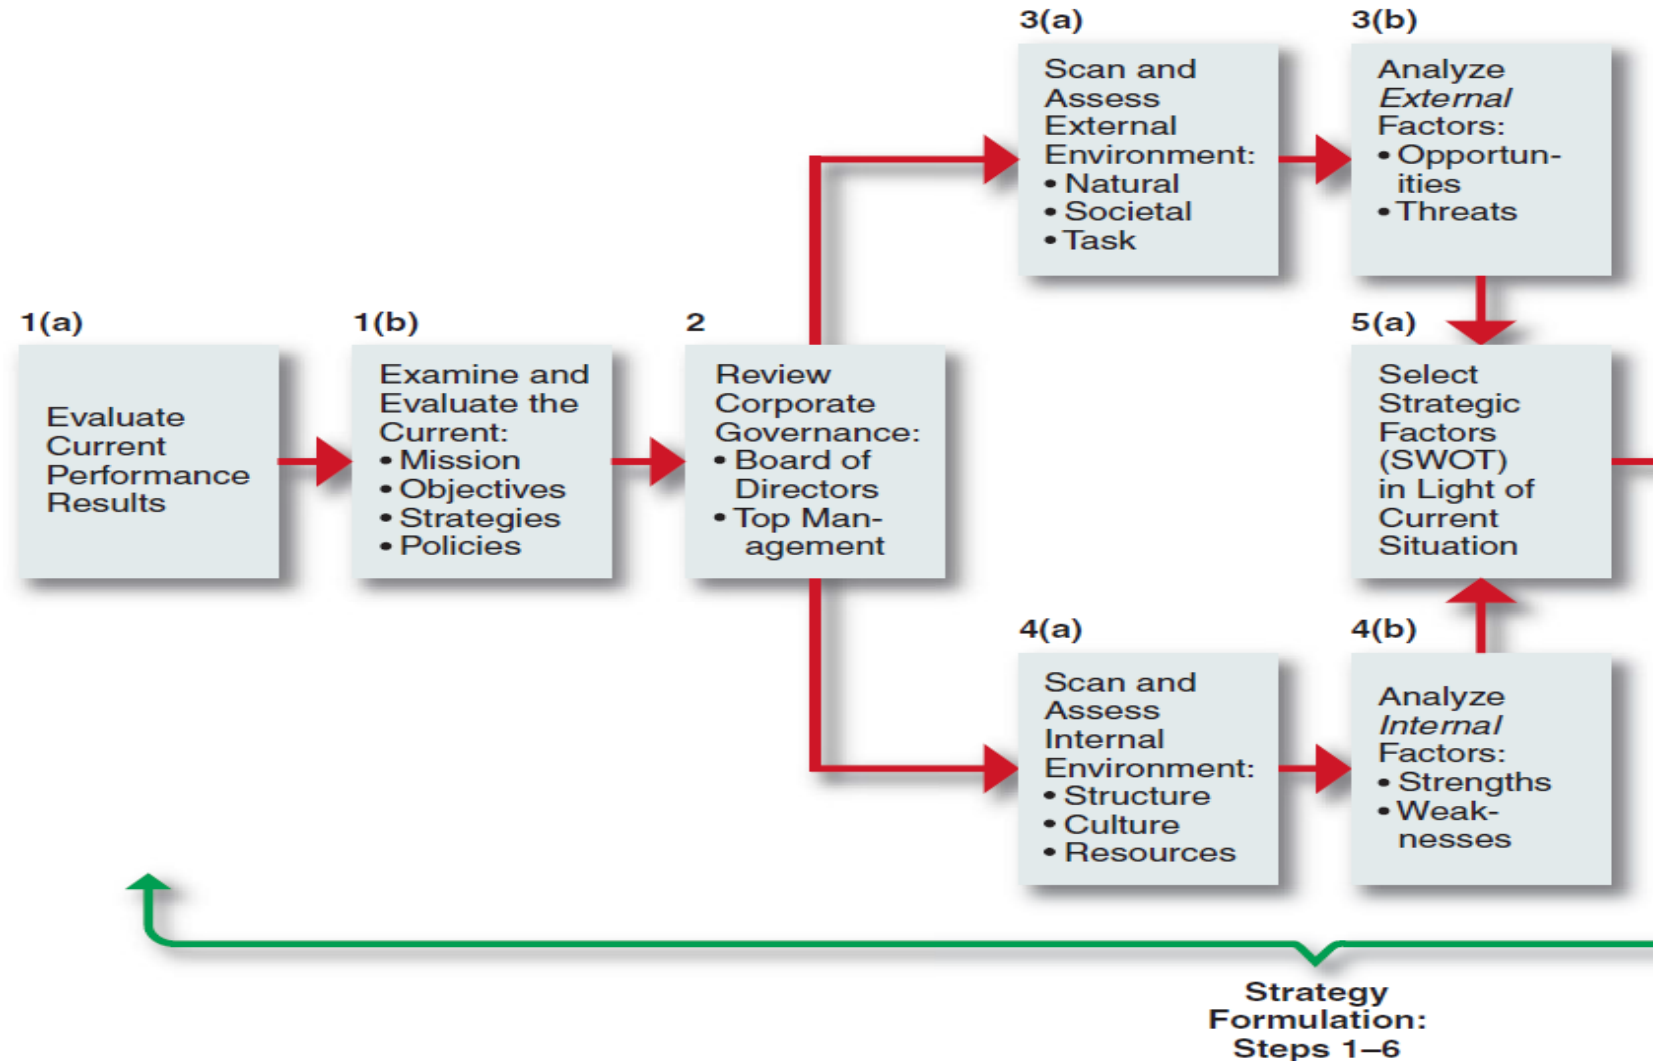 1(a)
Evaluate
Current
Performance
Results
1(b)
Examine and
Evaluate the
Current:
• Mission
• Objectives
• Strategies
• Policies
2
Review
Corporate
Governance:
• Board of
Directors
• Top Man-
agement
3(a)
Scan and
Assess
External
Environment:
• Natural
• Societal
• Task
3(b)
Analyze
External
Factors:
• Opportun-
ities
• Threats
4(a)
Scan and
Assess
Internal
Environment:
• Structure
• Culture
• Resources
4(b)
Analyze
Internal
Factors:
• Strengths
• Weak-
nesses
5(a)
Select
Strategic
Factors
(SWOT)
in Light of
Current
Situation
Strategy
Formulation:
Steps 1–6